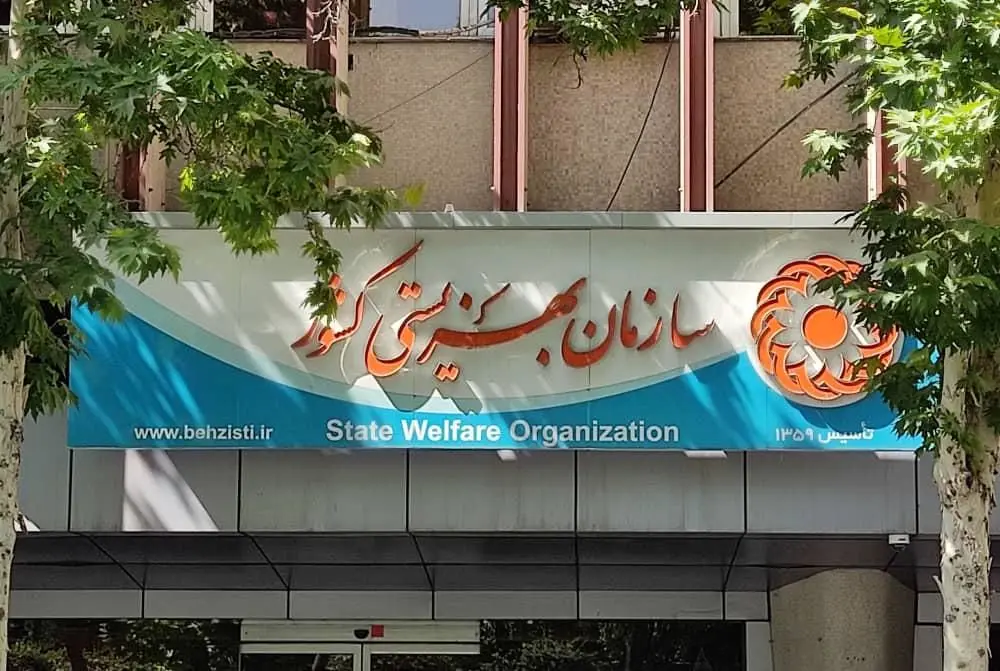 سازمان بهزیستی کشور
تأسیس ۱۳۵۹
State Welfare Organization
www.behzisti.ir